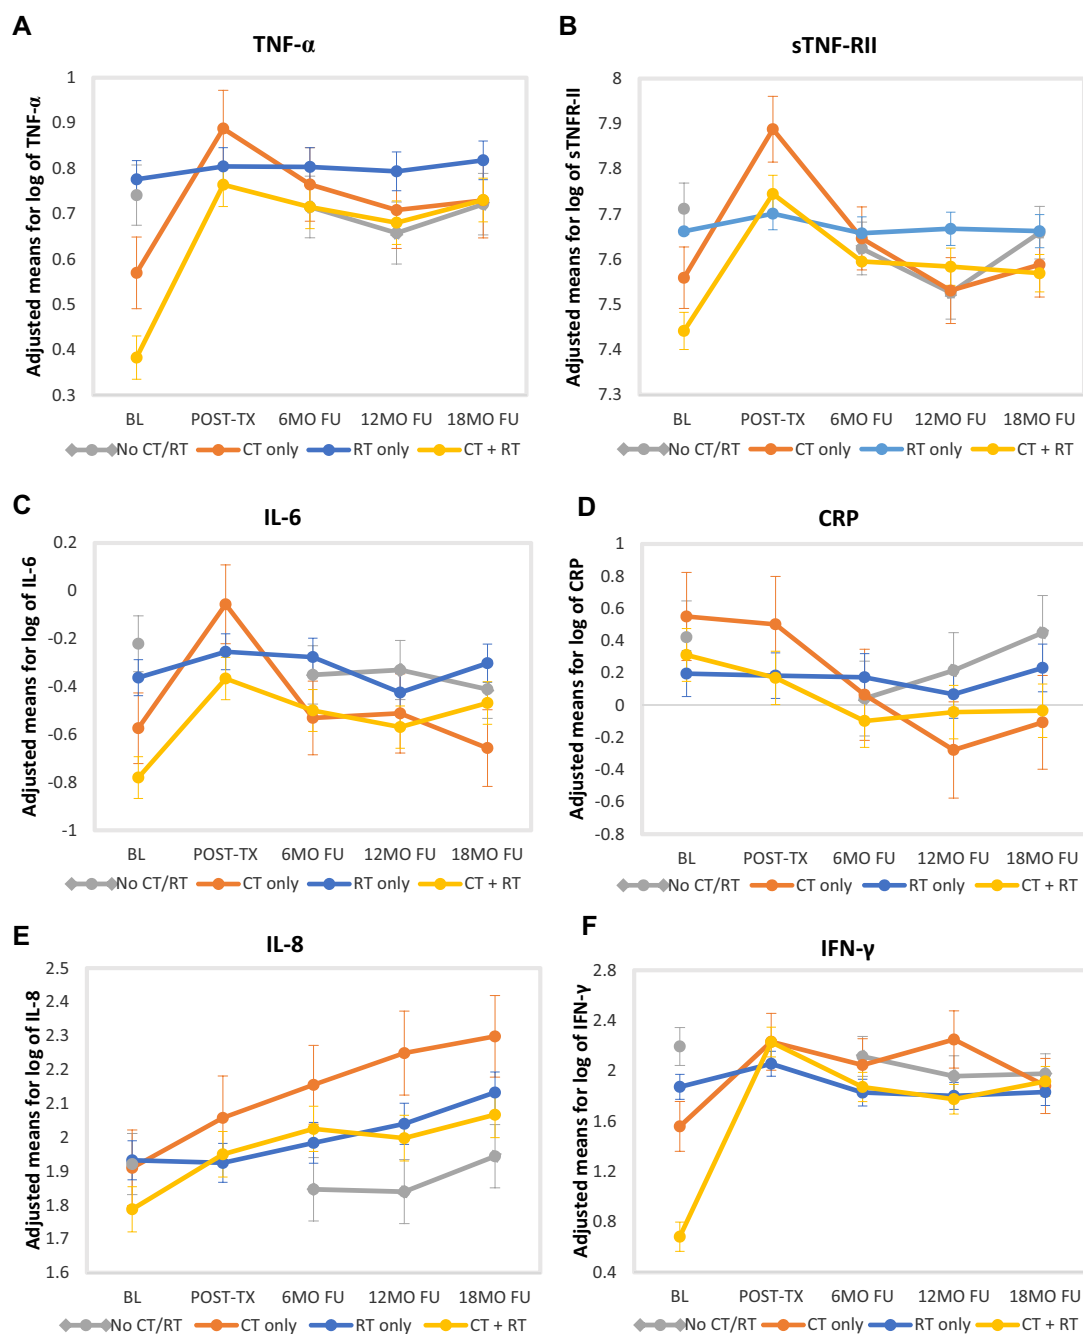 A
TNF-α
Adjusted means for log of TNF-α
1
0.9
0.8
0.7
0.6
0.5
0.4
0.3
BL POST-TX 6MO FU 12MO FU 18MO FU
No CT/RT CT only RT only CT + RT
B
sTNF-RII
Adjusted means for log of sTNFR-II
8
7.9
7.8
7.7
7.6
7.5
7.4
7.3
BL POST-TX 6MO FU 12MO FU 18MO FU
No CT/RT CT only RT only CT + RT
C
IL-6
Adjusted means for log of IL-6
0.2
0
-0.2
-0.4
-0.6
-0.8
-1
BL POST-TX 6MO FU 12MO FU 18MO FU
No CT/RT CT only RT only CT + RT
D
CRP
Adjusted means for log of CRP
1
0.8
0.6
0.4
0.2
0
-0.2
-0.4
-0.6
-0.8
BL POST-TX 6MO FU 12MO FU 18MO FU
No CT/RT CT only RT only CT + RT
E
IL-8
Adjusted means for log of IL-8
2.5
2.4
2.3
2.2
2.1
2
1.9
1.8
1.7
1.6
BL POST-TX 6MO FU 12MO FU 18MO FU
No CT/RT CT only RT only CT + RT
F
IFN-γ
Adjusted means for log of IFN-γ
2.8
2.4
2
1.6
1.2
0.8
0.4
BL POST-TX 6MO FU 12MO FU 18MO FU
No CT/RT CT only RT only CT + RT